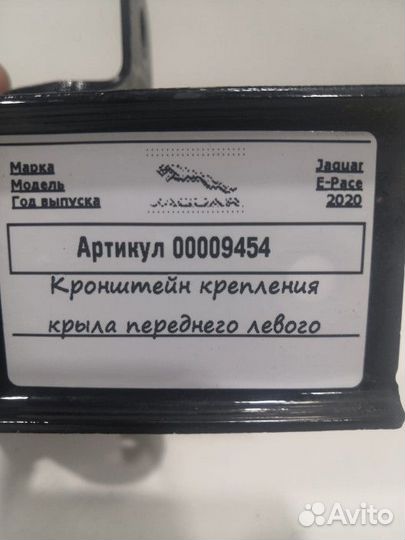 Марка Jaguar
Модель E-Pace
Год выпуска 2020
JAGUAR
Артикул 00009454
Кронштейн крепления
крыла переднего левого
Avito